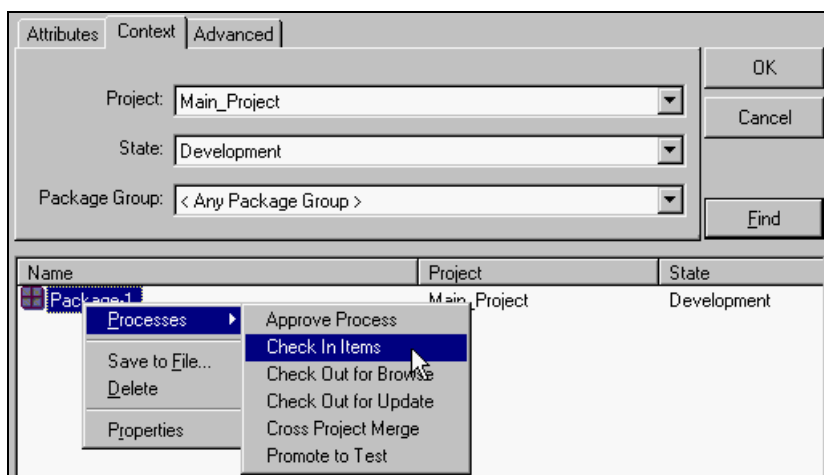 Attributes Context Advanced
OK
Project: Main_Project
Cancel
State: Development
Package Group: < Any Package Group >
Find
Name Project State
Package-1 Main_Project Development
Processes
Save to File...
Delete
Properties
Approve Process
Check In Items
Check Out for Browse
Check Out for Update
Cross Project Merge
Promote to Test